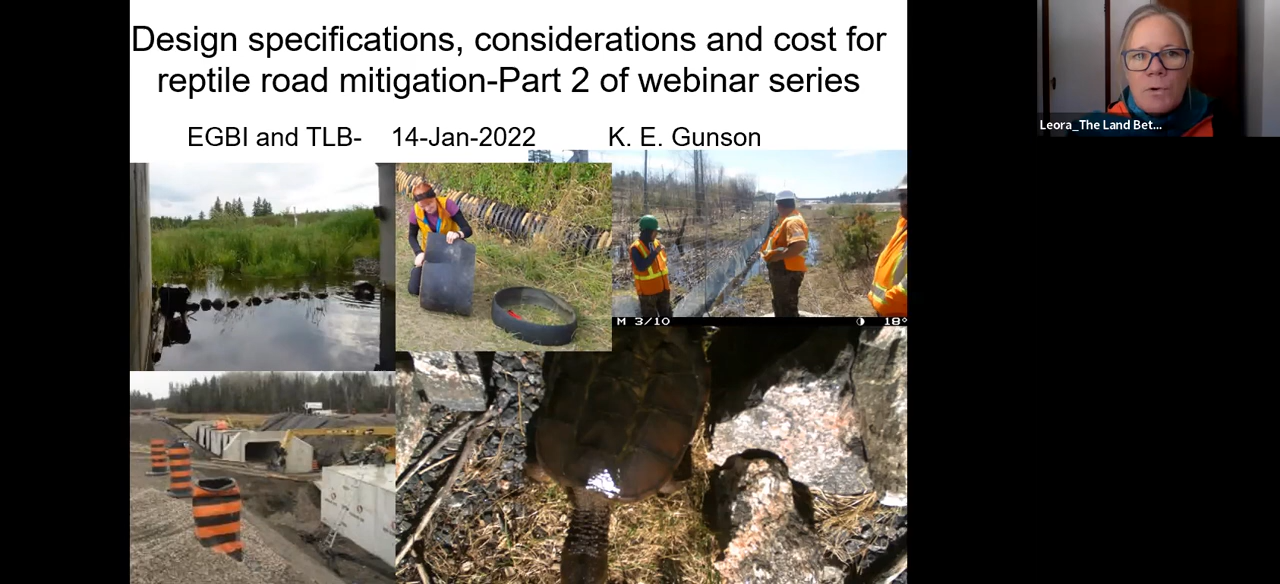 Design specifications, considerations and cost for
reptile road mitigation-Part 2 of webinar series
EGBI and TLB- 14-Jan-2022 K. E. Gunson
Leora_The Land Bet...
M 3/10 18°